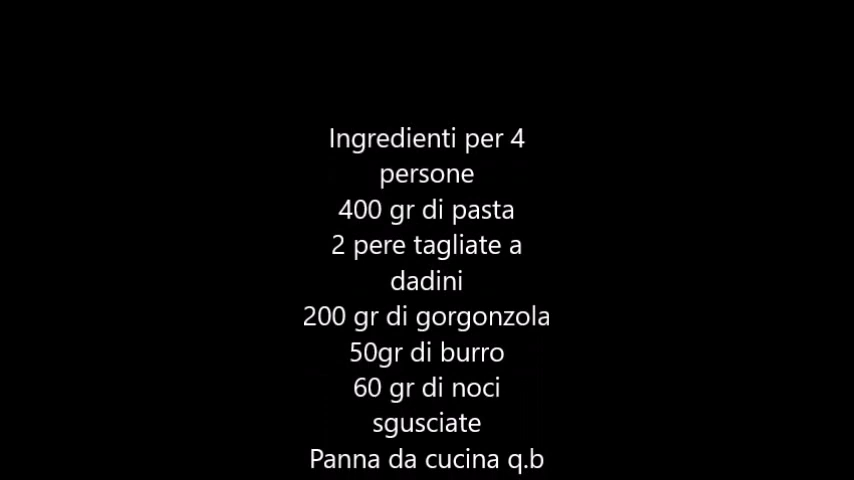 Ingredienti per 4
persone
400 gr di pasta
2 pere tagliate a
dadini
200 gr di gorgonzola
50gr di burro
60 gr di noci
sgusciate
Panna da cucina q.b